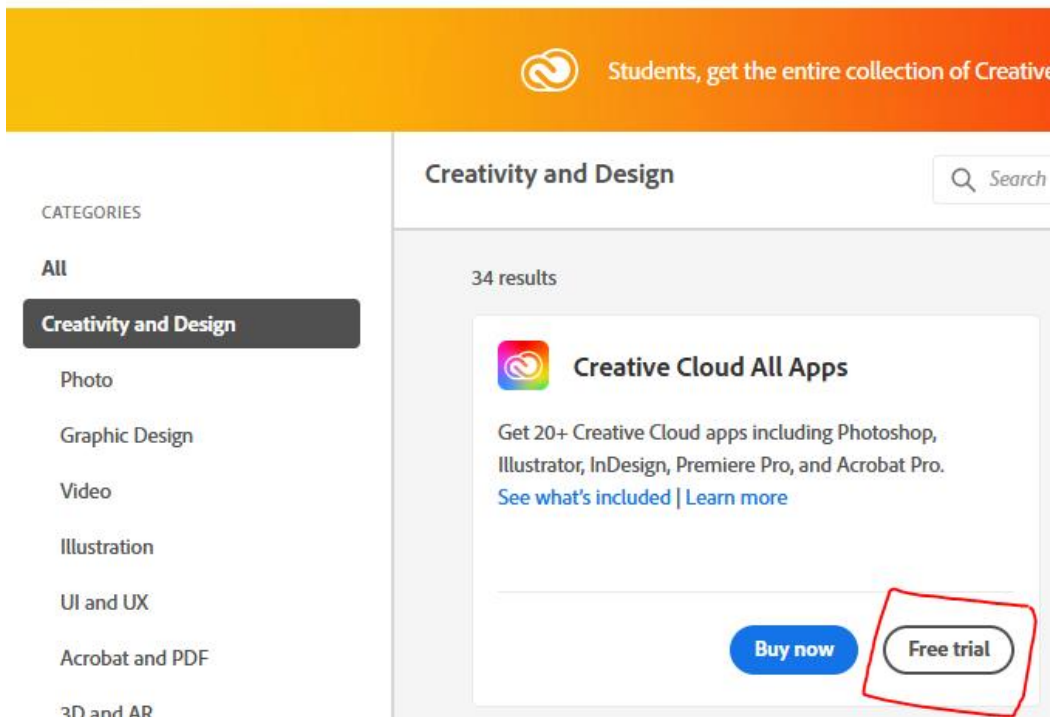 Students, get the entire collection of Creative
CATEGORIES
All
Creativity and Design
Photo
Graphic Design
Video
Illustration
UI and UX
Acrobat and PDF
3D and AR
Creativity and Design
Search
34 results
Creative Cloud All Apps
Get 20+ Creative Cloud apps including Photoshop,
Illustrator, InDesign, Premiere Pro, and Acrobat Pro.
See what's included | Learn more
Buy now
Free trial